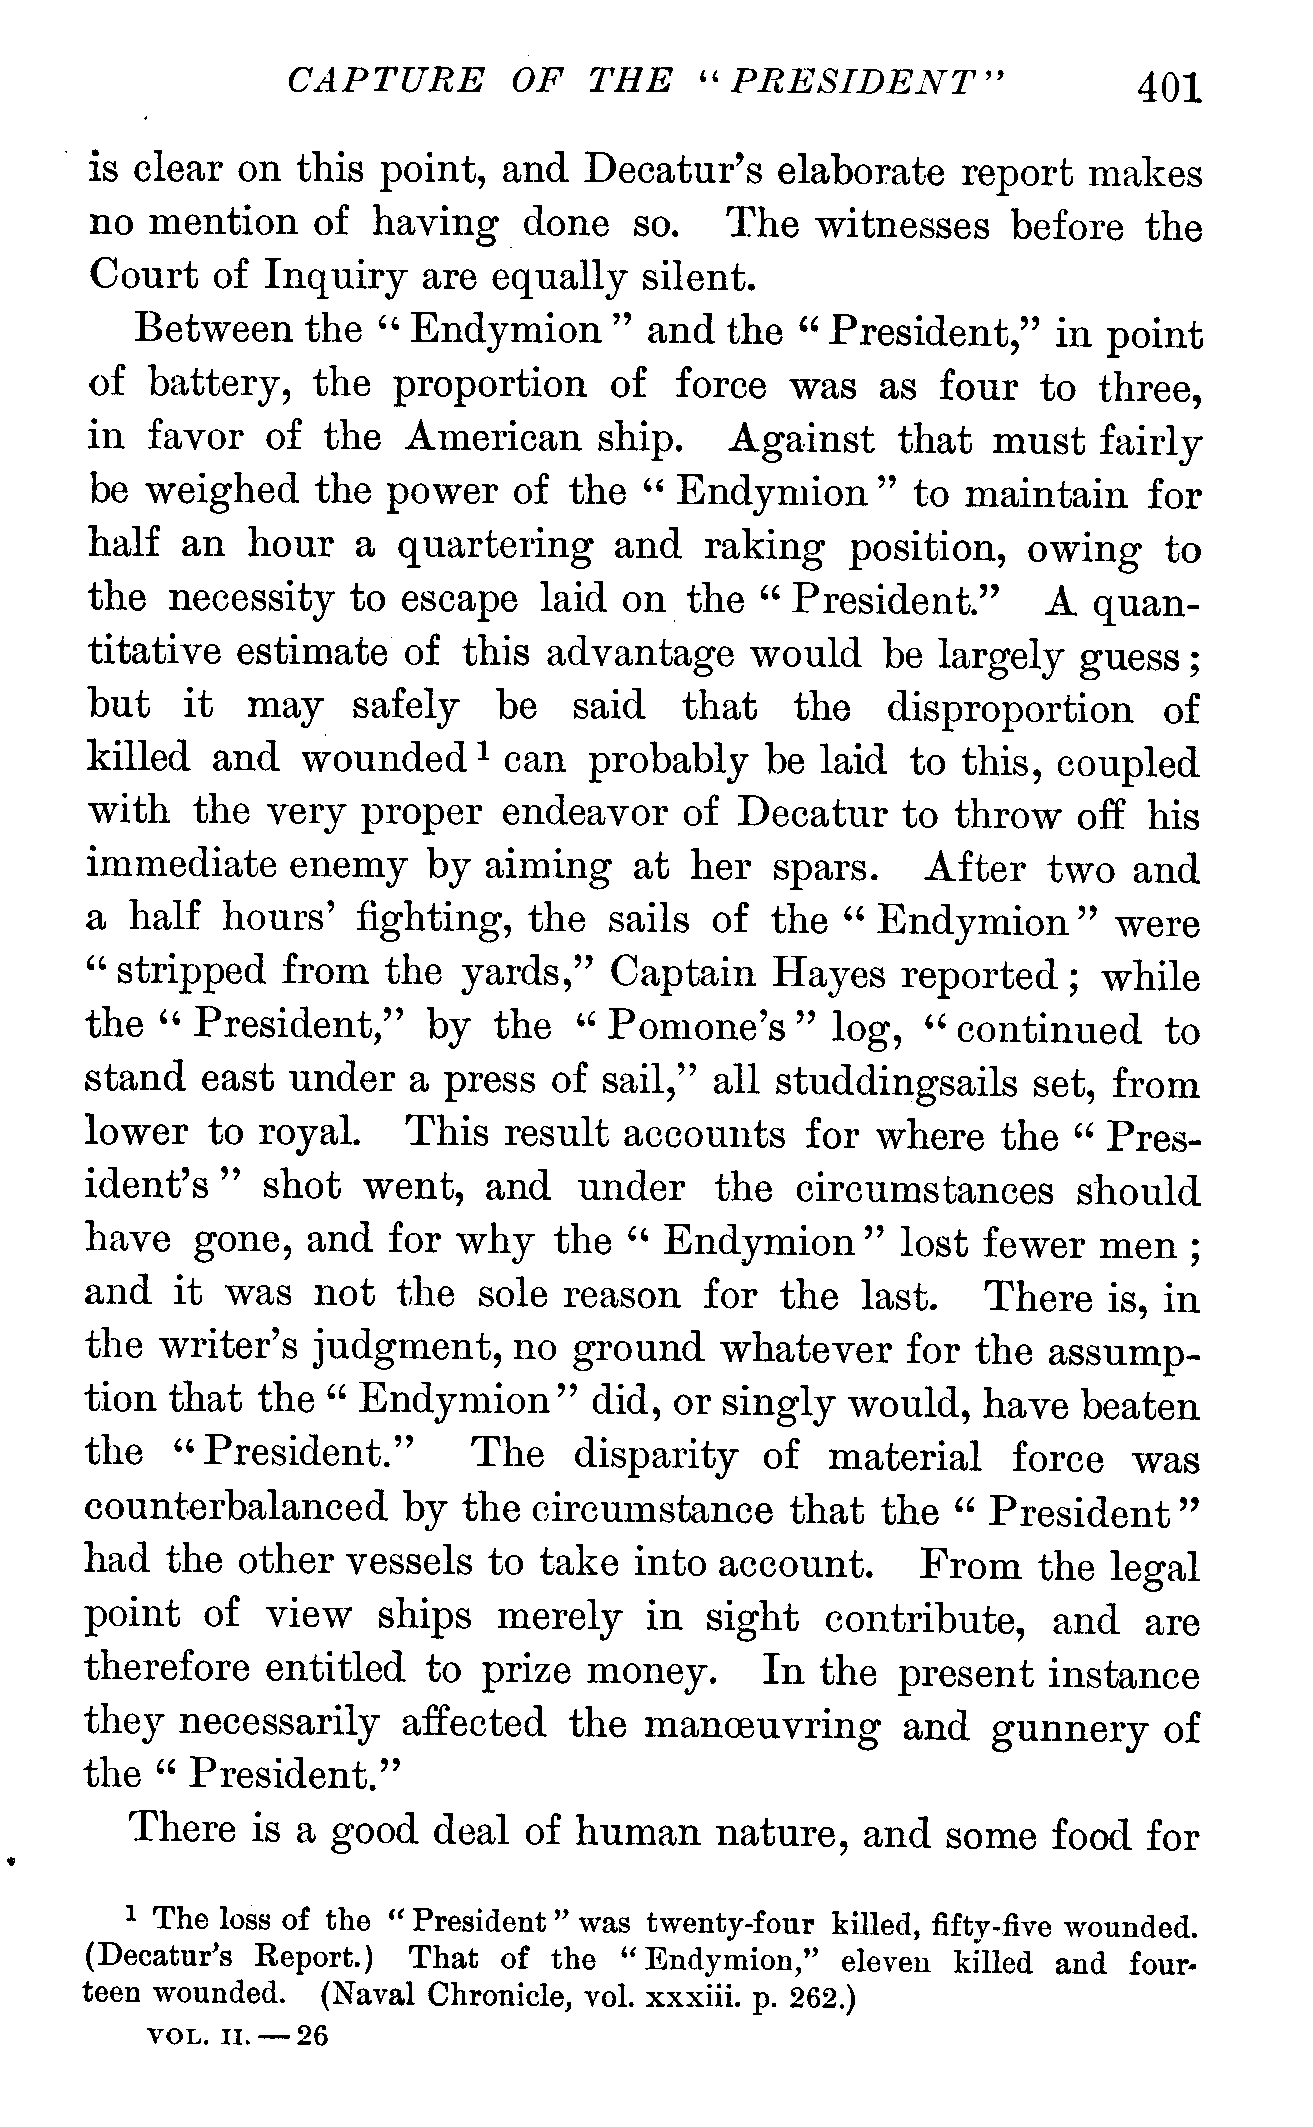 CAPTURE OF THE "PRESIDENT" 401
is clear on this point, and Decatur's elaborate report makes
no mention of having done so. The witnesses before the
Court of Inquiry are equally silent.
Between the "Endymion" and the "President," in point
of battery, the proportion of force was as four to three,
in favor of the American ship. Against that must fairly
be weighed the power of the "Endymion" to maintain for
half an hour a quartering and raking position, owing to
the necessity to escape laid on the "President." A quan-
titative estimate of this advantage would be largely guess;
but it may safely be said that the disproportion of
killed and wounded¹ can probably be laid to this, coupled
with the very proper endeavor of Decatur to throw off his
immediate enemy by aiming at her spars. After two and
a half hours' fighting, the sails of the "Endymion" were
"stripped from the yards," Captain Hayes reported; while
the "President," by the "Pomone's" log, "continued to
stand east under a press of sail," all studdingsails set, from
lower to royal. This result accounts for where the "Pres-
ident's" shot went, and under the circumstances should
have gone, and for why the "Endymion" lost fewer men;
and it was not the sole reason for the last. There is, in
the writer's judgment, no ground whatever for the assump-
tion that the "Endymion" did, or singly would, have beaten
the "President." The disparity of material force was
counterbalanced by the circumstance that the "President"
had the other vessels to take into account. From the legal
point of view ships merely in sight contribute, and are
therefore entitled to prize money. In the present instance
they necessarily affected the manœuvring and gunnery of
the "President."
There is a good deal of human nature, and some food for
¹ The loss of the "President" was twenty-four killed, fifty-five wounded.
(Decatur's Report.) That of the "Endymion," eleven killed and four-
teen wounded. (Naval Chronicle, vol. xxxiii. p. 262.)
VOL. II.—26